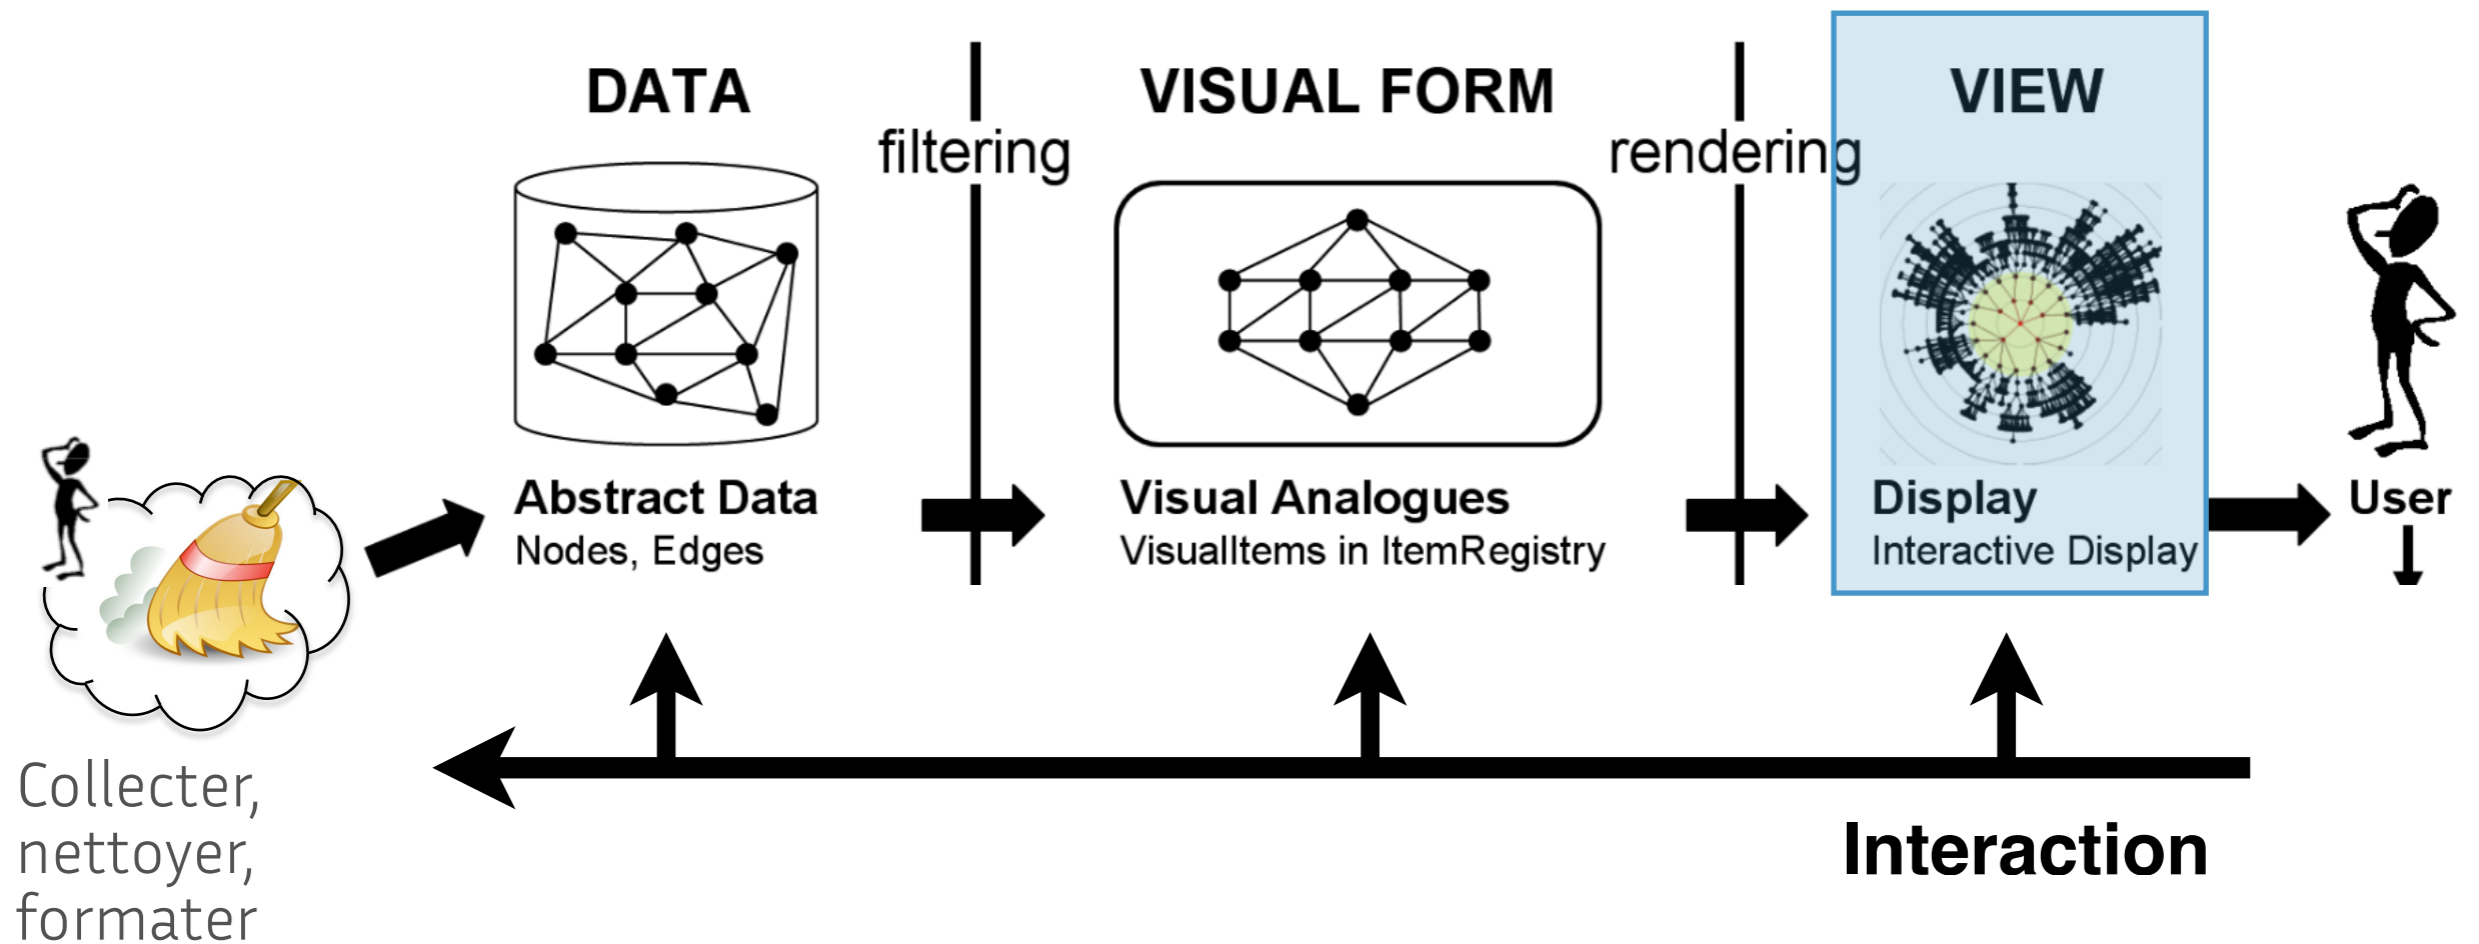 DATA
filtering
VISUAL FORM
rendering
VIEW
Abstract Data
Nodes, Edges
Visual Analogues
VisualItems in ItemRegistry
Display
Interactive Display
User
Collecter,
nettoyer,
formater
Interaction